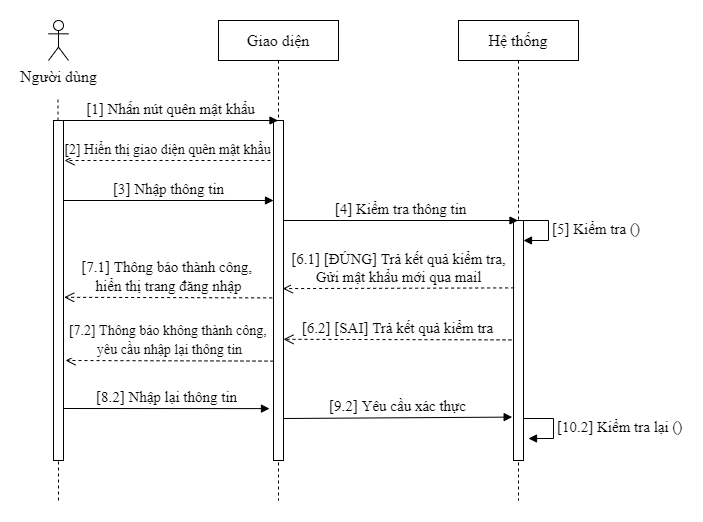 Người dùng
Giao diện
Hệ thống
[1] Nhấn nút quên mật khẩu
[2] Hiển thị giao diện quên mật khẩu
[3] Nhập thông tin
[4] Kiểm tra thông tin
[5] Kiểm tra ()
[6.1] [ĐÚNG] Trả kết quả kiểm tra,
Gửi mật khẩu mới qua mail
[7.1] Thông báo thành công,
hiển thị trang đăng nhập
[6.2] [SAI] Trả kết quả kiểm tra
[7.2] Thông báo không thành công,
yêu cầu nhập lại thông tin
[8.2] Nhập lại thông tin
[9.2] Yêu cầu xác thực
[10.2] Kiểm tra lại ()